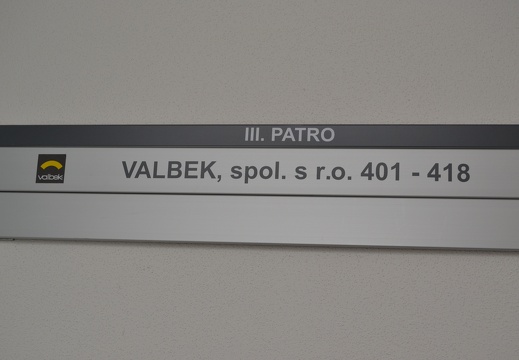 III. PATRO
valbek
VALBEK, spol. s r.o. 401 - 418